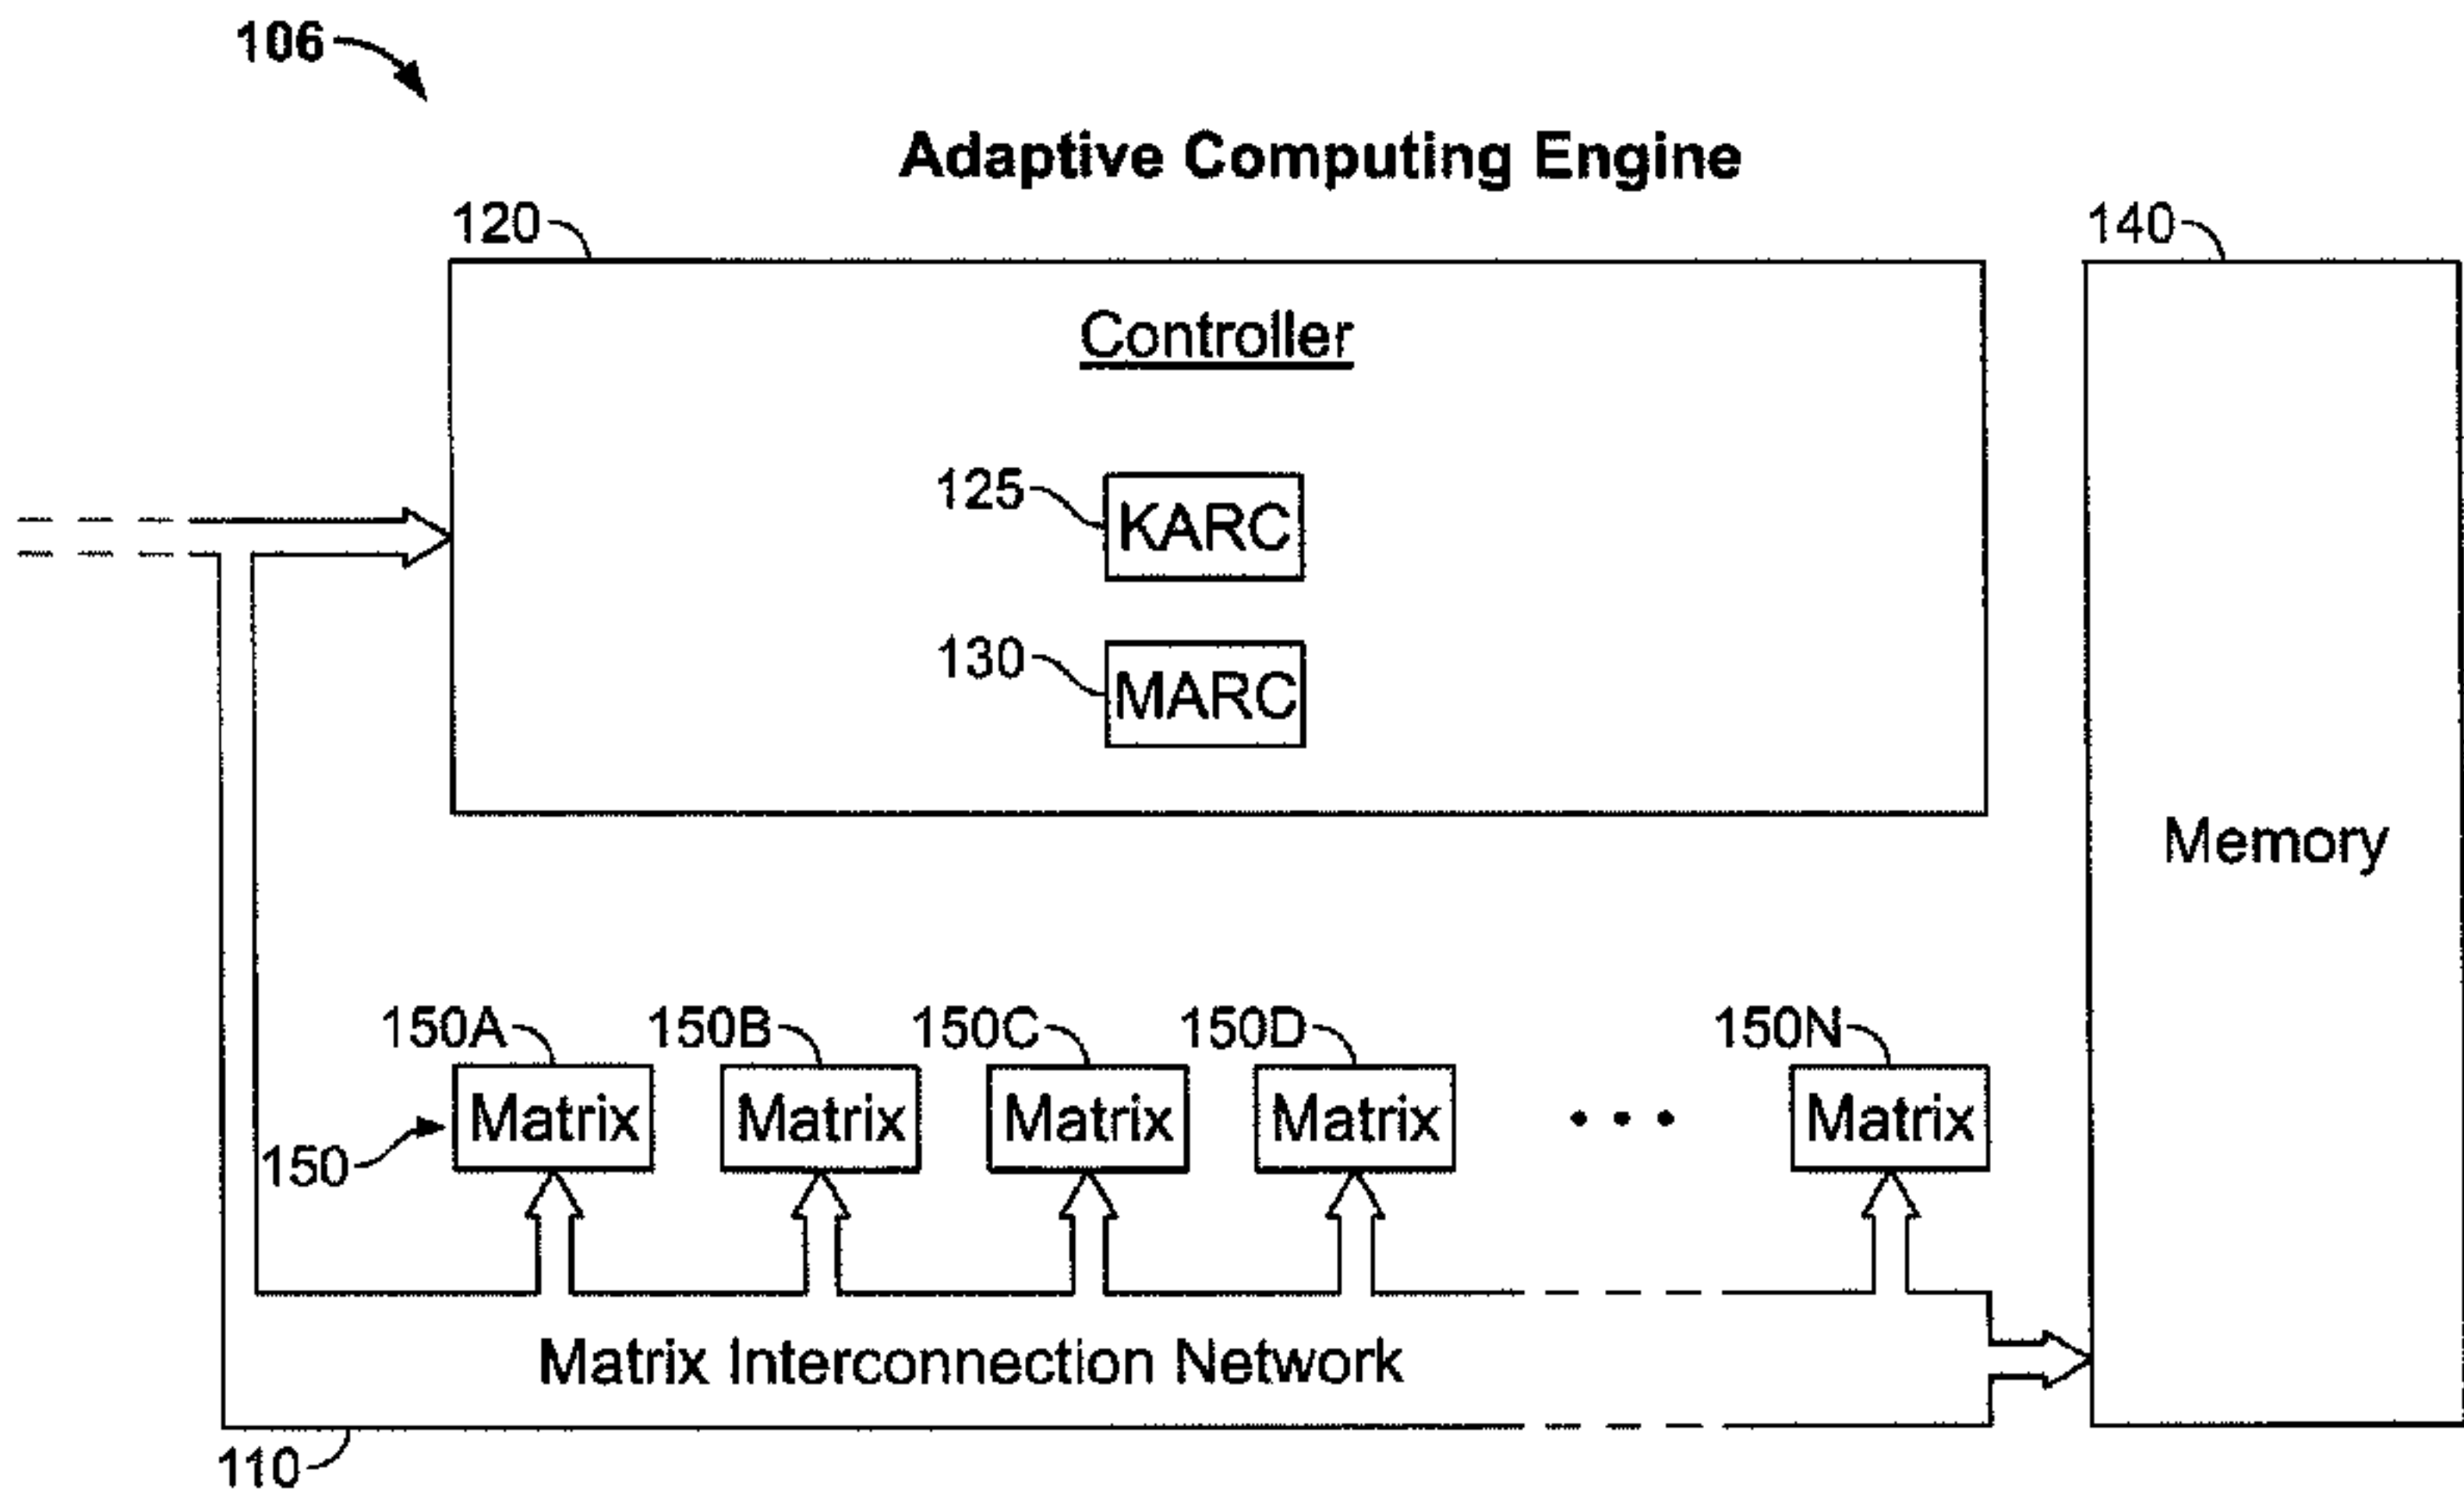 106
Adaptive Computing Engine
120
140
Controller
125
KARC
130
MARC
Memory
150A
150B
150C
150D
150N
Matrix
Matrix
Matrix
Matrix
• • •
Matrix
150
Matrix Interconnection Network
110